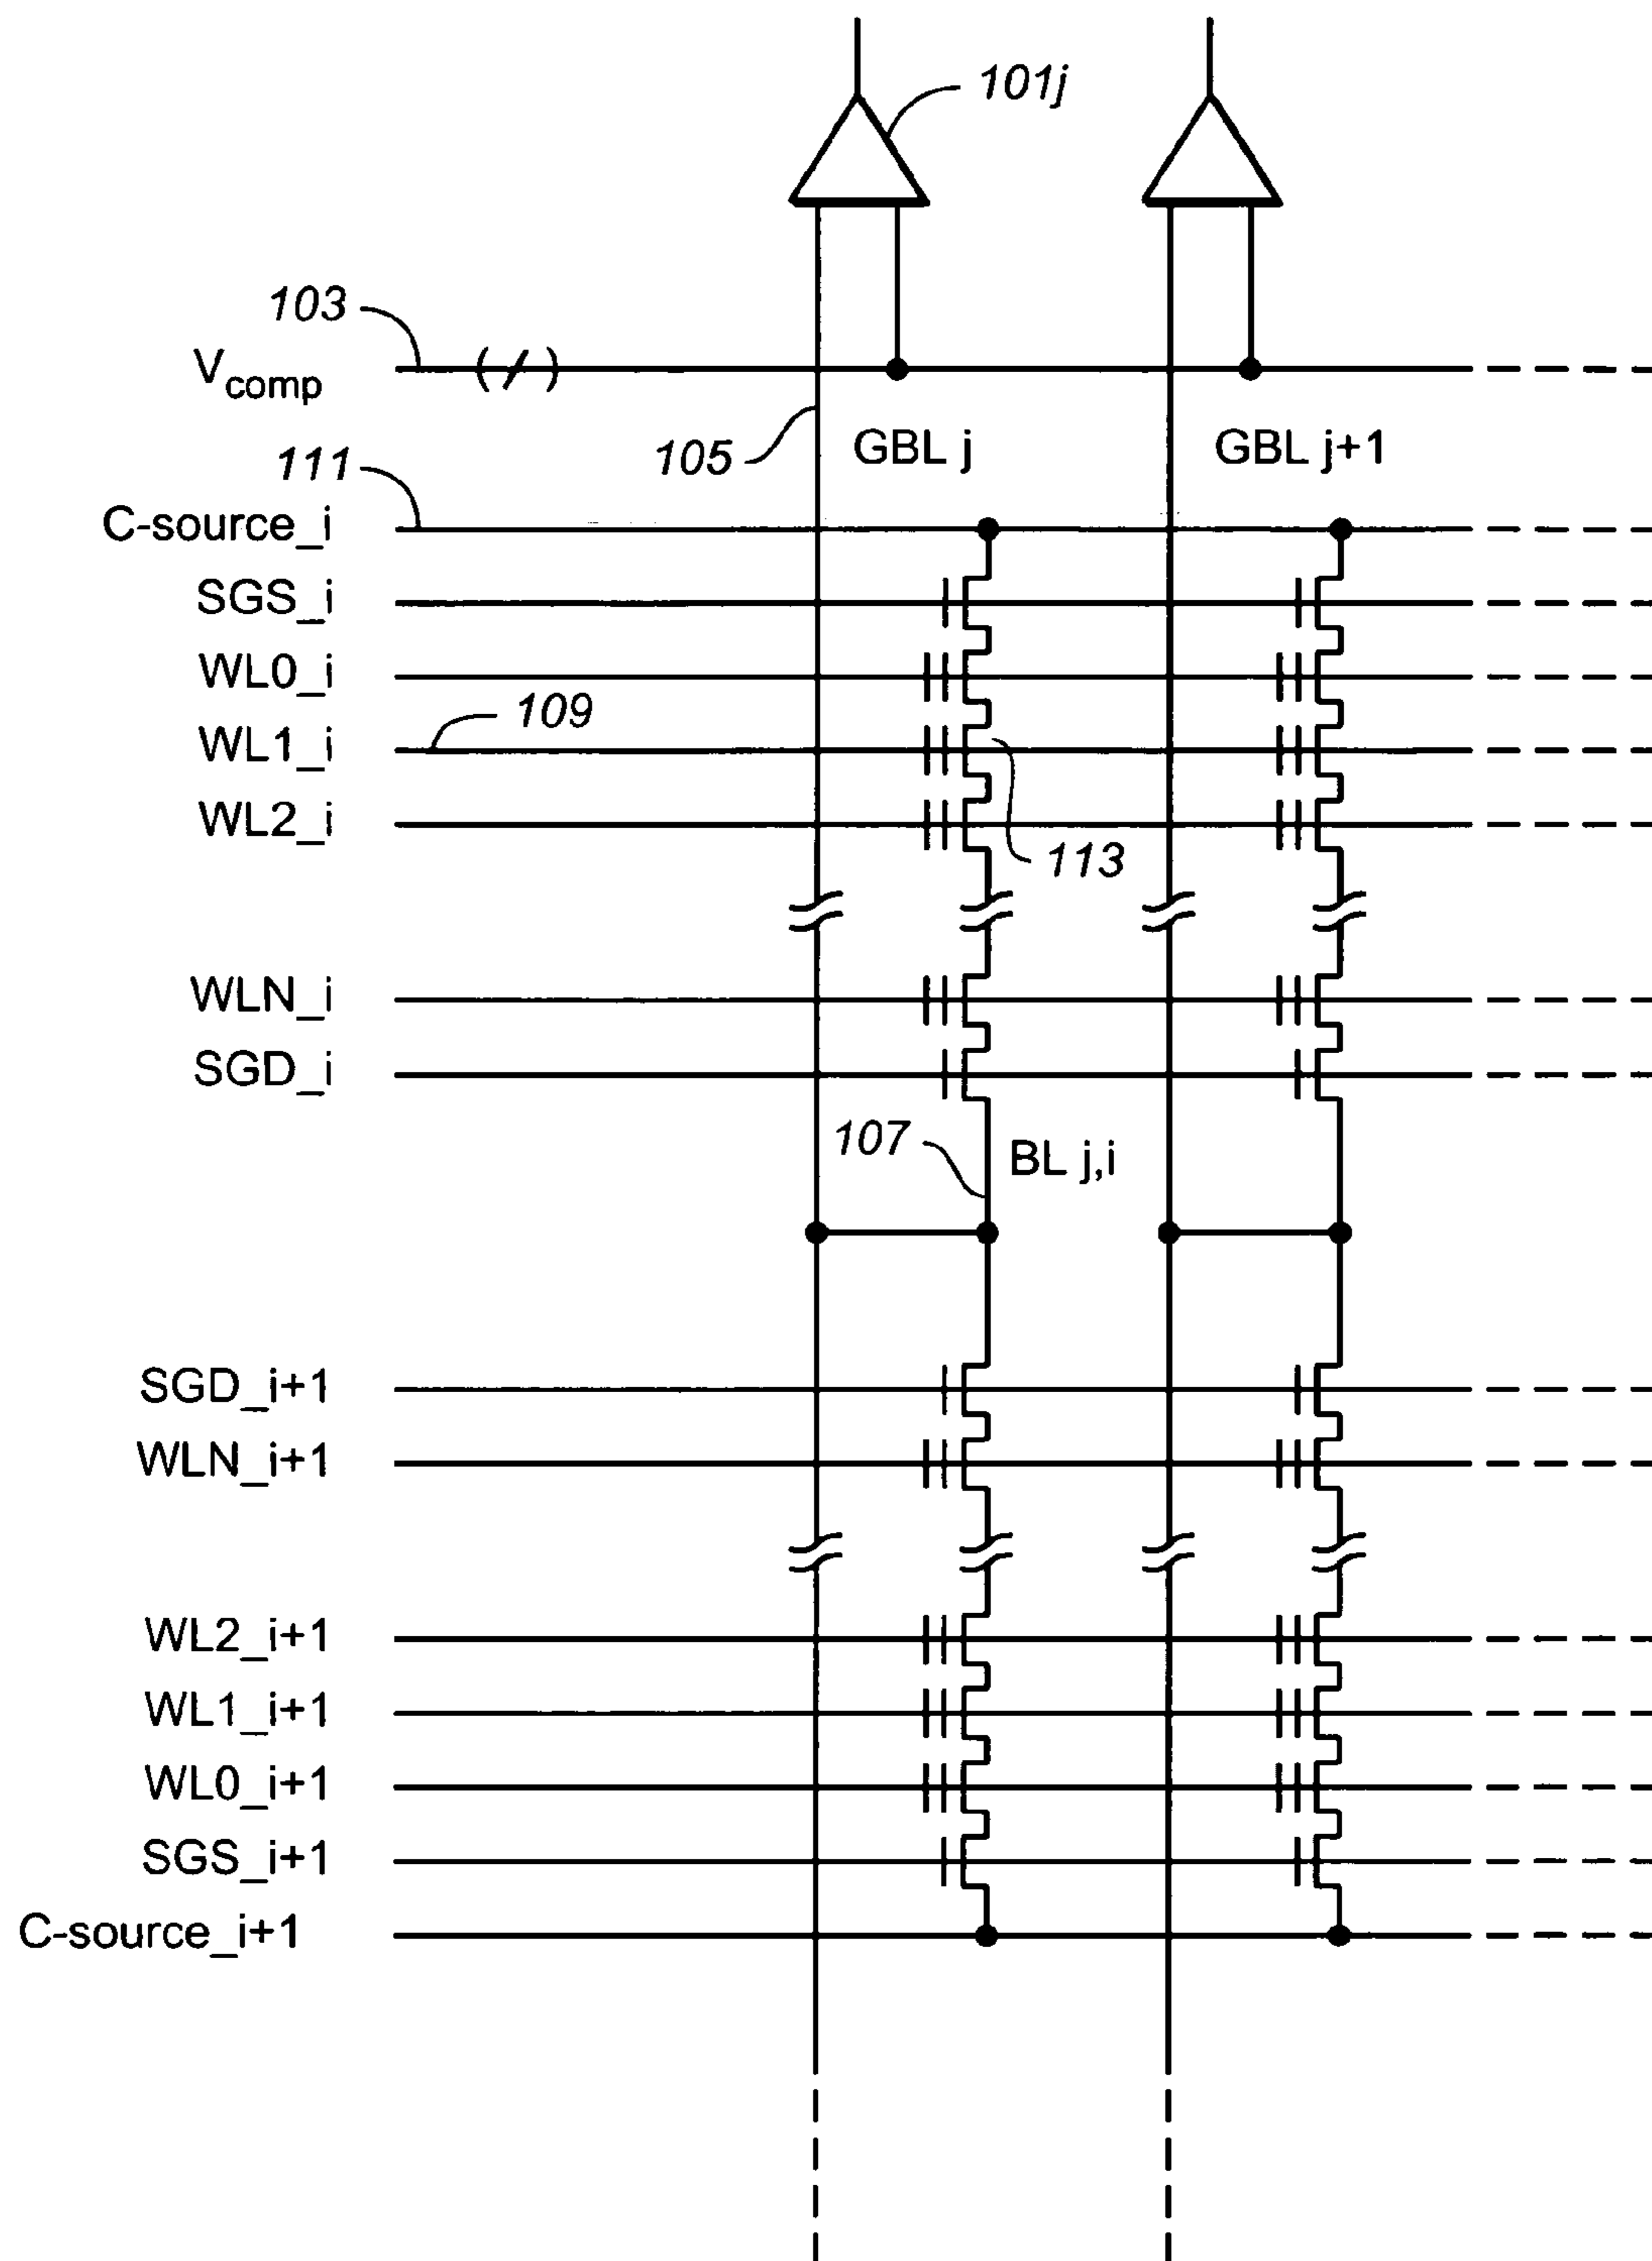 101j
103
V_comp
105
GBL j
GBL j+1
111
C-source_i
SGS_i
WL0_i
109
WL1_i
WL2_i
113
WLN_i
SGD_i
107
BL j,i
SGD_i+1
WLN_i+1
WL2_i+1
WL1_i+1
WL0_i+1
SGS_i+1
C-source_i+1